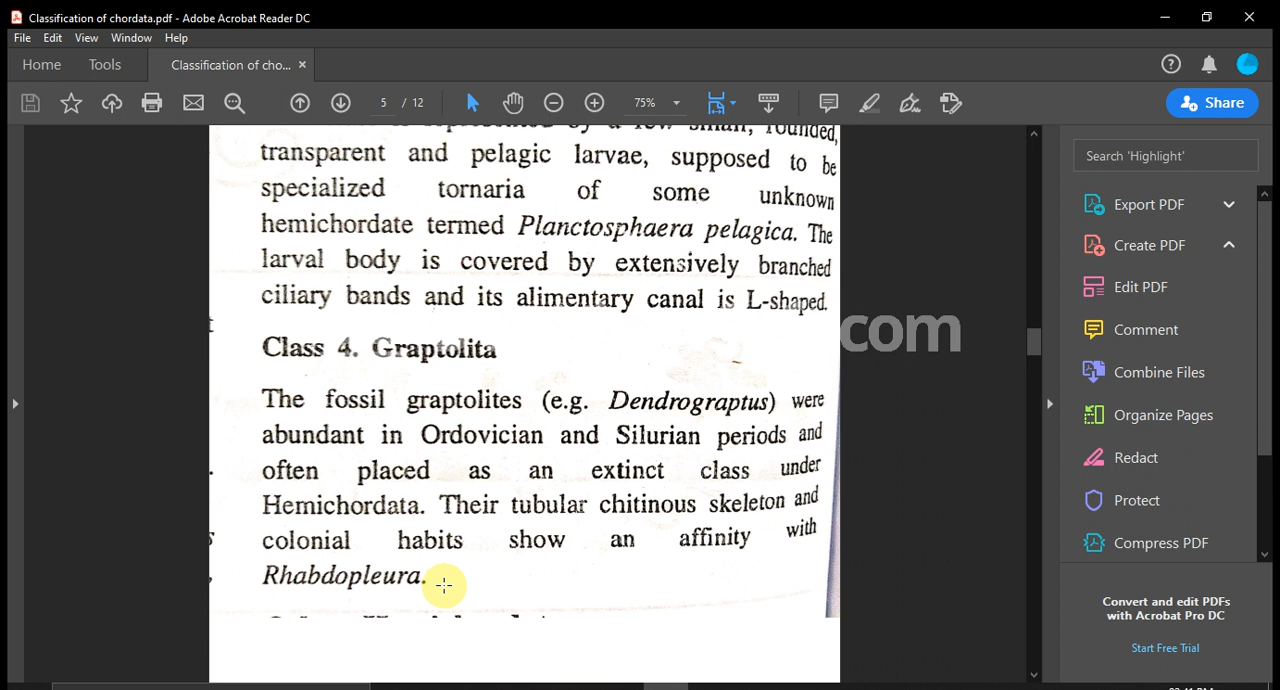 Classification of chordata.pdf - Adobe Acrobat Reader DC
File Edit View Window Help
Home Tools Classification of cho... ×
5 / 12 75% Share
represented by a few small, rounded,
transparent and pelagic larvae, supposed to be
specialized tornaria of some unknown
hemichordate termed Planctosphaera pelagica. The
larval body is covered by extensively branched
ciliary bands and its alimentary canal is L-shaped.
Class 4. Graptolita
The fossil graptolites (e.g. Dendrograptus) were
abundant in Ordovician and Silurian periods and
often placed as an extinct class under
Hemichordata. Their tubular chitinous skeleton and
colonial habits show an affinity with
Rhabdopleura.
.com
Search 'Highlight'
Export PDF
Create PDF
Edit PDF
Comment
Combine Files
Organize Pages
Redact
Protect
Compress PDF
Convert and edit PDFs
with Acrobat Pro DC
Start Free Trial